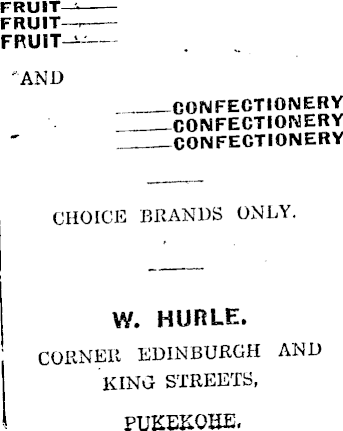 FRUIT
FRUIT
FRUIT
AND
CONFECTIONERY
CONFECTIONERY
CONFECTIONERY
CHOICE BRANDS ONLY.
W. HURLE.
CORNER EDINBURGH AND
KING STREETS,
PUKEKOHE.